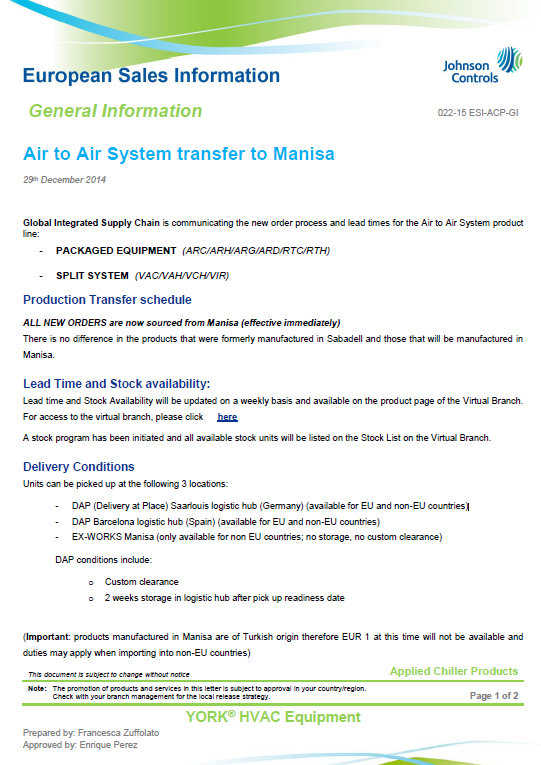 European Sales Information
Johnson
Controls
General Information
022-15 ESI-ACP-GI
Air to Air System transfer to Manisa
29th December 2014
Global Integrated Supply Chain is communicating the new order process and lead times for the Air to Air System product
line:
- PACKAGED EQUIPMENT (ARC/ARH/ARG/ARD/RTC/RTH)
- SPLIT SYSTEM (VAC/VAH/VCH/VIR)
Production Transfer schedule
ALL NEW ORDERS are now sourced from Manisa (effective immediately)
There is no difference in the products that were formerly manufactured in Sabadell and those that will be manufactured in
Manisa.
Lead Time and Stock availability:
Lead time and Stock Availability will be updated on a weekly basis and available on the product page of the Virtual Branch.
For access to the virtual branch, please click here
A stock program has been initiated and all available stock units will be listed on the Stock List on the Virtual Branch.
Delivery Conditions
Units can be picked up at the following 3 locations:
- DAP (Delivery at Place) Saarlouis logistic hub (Germany) (available for EU and non-EU countries)
- DAP Barcelona logistic hub (Spain) (available for EU and non-EU countries)
- EX-WORKS Manisa (only available for non EU countries; no storage, no custom clearance)
DAP conditions include:
o Custom clearance
o 2 weeks storage in logistic hub after pick up readiness date
(Important: products manufactured in Manisa are of Turkish origin therefore EUR 1 at this time will not be available and
duties may apply when importing into non-EU countries)
This document is subject to change without notice
Applied Chiller Products
Note: The promotion of products and services in this letter is subject to approval in your country/region.
Check with your branch management for the local release strategy.
Page 1 of 2
YORK® HVAC Equipment
Prepared by: Francesca Zuffolato
Approved by: Enrique Perez